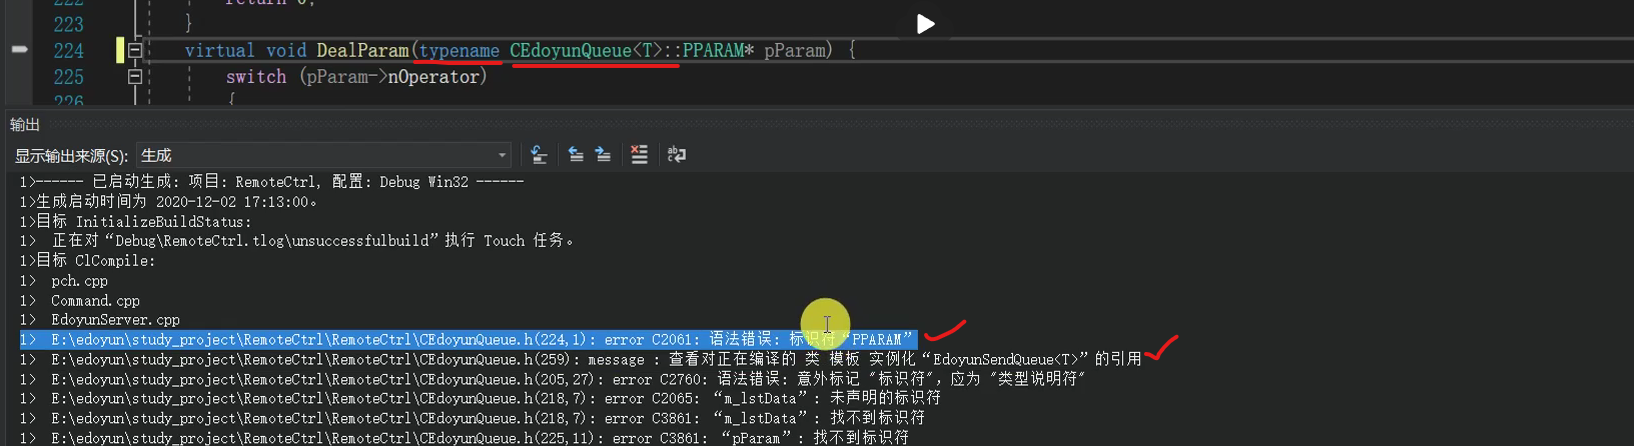 222 return 0;
223 }
224 virtual void DealParam(typename CEdoyunQueue<T>::PPARAM* pParam) {
225 switch (pParam->nOperator)
226 {
输出
显示输出来源(S): 生成
1>------ 已启动生成: 项目: RemoteCtrl, 配置: Debug Win32 ------
1>生成启动时间为 2020-12-02 17:13:00。
1>目标 InitializeBuildStatus:
1> 正在对“Debug\RemoteCtrl.tlog\unsuccessfulbuild”执行 Touch 任务。
1>目标 ClCompile:
1> pch.cpp
1> Command.cpp
1> EdoyunServer.cpp
1> E:\edoyun\study_project\RemoteCtrl\RemoteCtrl\CEdoyunQueue.h(224,1): error C2061: 语法错误: 标识符“PPARAM”
1> E:\edoyun\study_project\RemoteCtrl\RemoteCtrl\CEdoyunQueue.h(259): message : 查看对正在编译的 类 模板 实例化“EdoyunSendQueue<T>”的引用
1> E:\edoyun\study_project\RemoteCtrl\RemoteCtrl\CEdoyunQueue.h(205,27): error C2760: 语法错误: 意外标记 "标识符", 应为 "类型说明符"
1> E:\edoyun\study_project\RemoteCtrl\RemoteCtrl\CEdoyunQueue.h(218,7): error C2065: “m_lstData”: 未声明的标识符
1> E:\edoyun\study_project\RemoteCtrl\RemoteCtrl\CEdoyunQueue.h(218,7): error C3861: “m_lstData”: 找不到标识符
1> E:\edoyun\study_project\RemoteCtrl\RemoteCtrl\CEdoyunQueue.h(225,11): error C3861: “pParam”: 找不到标识符